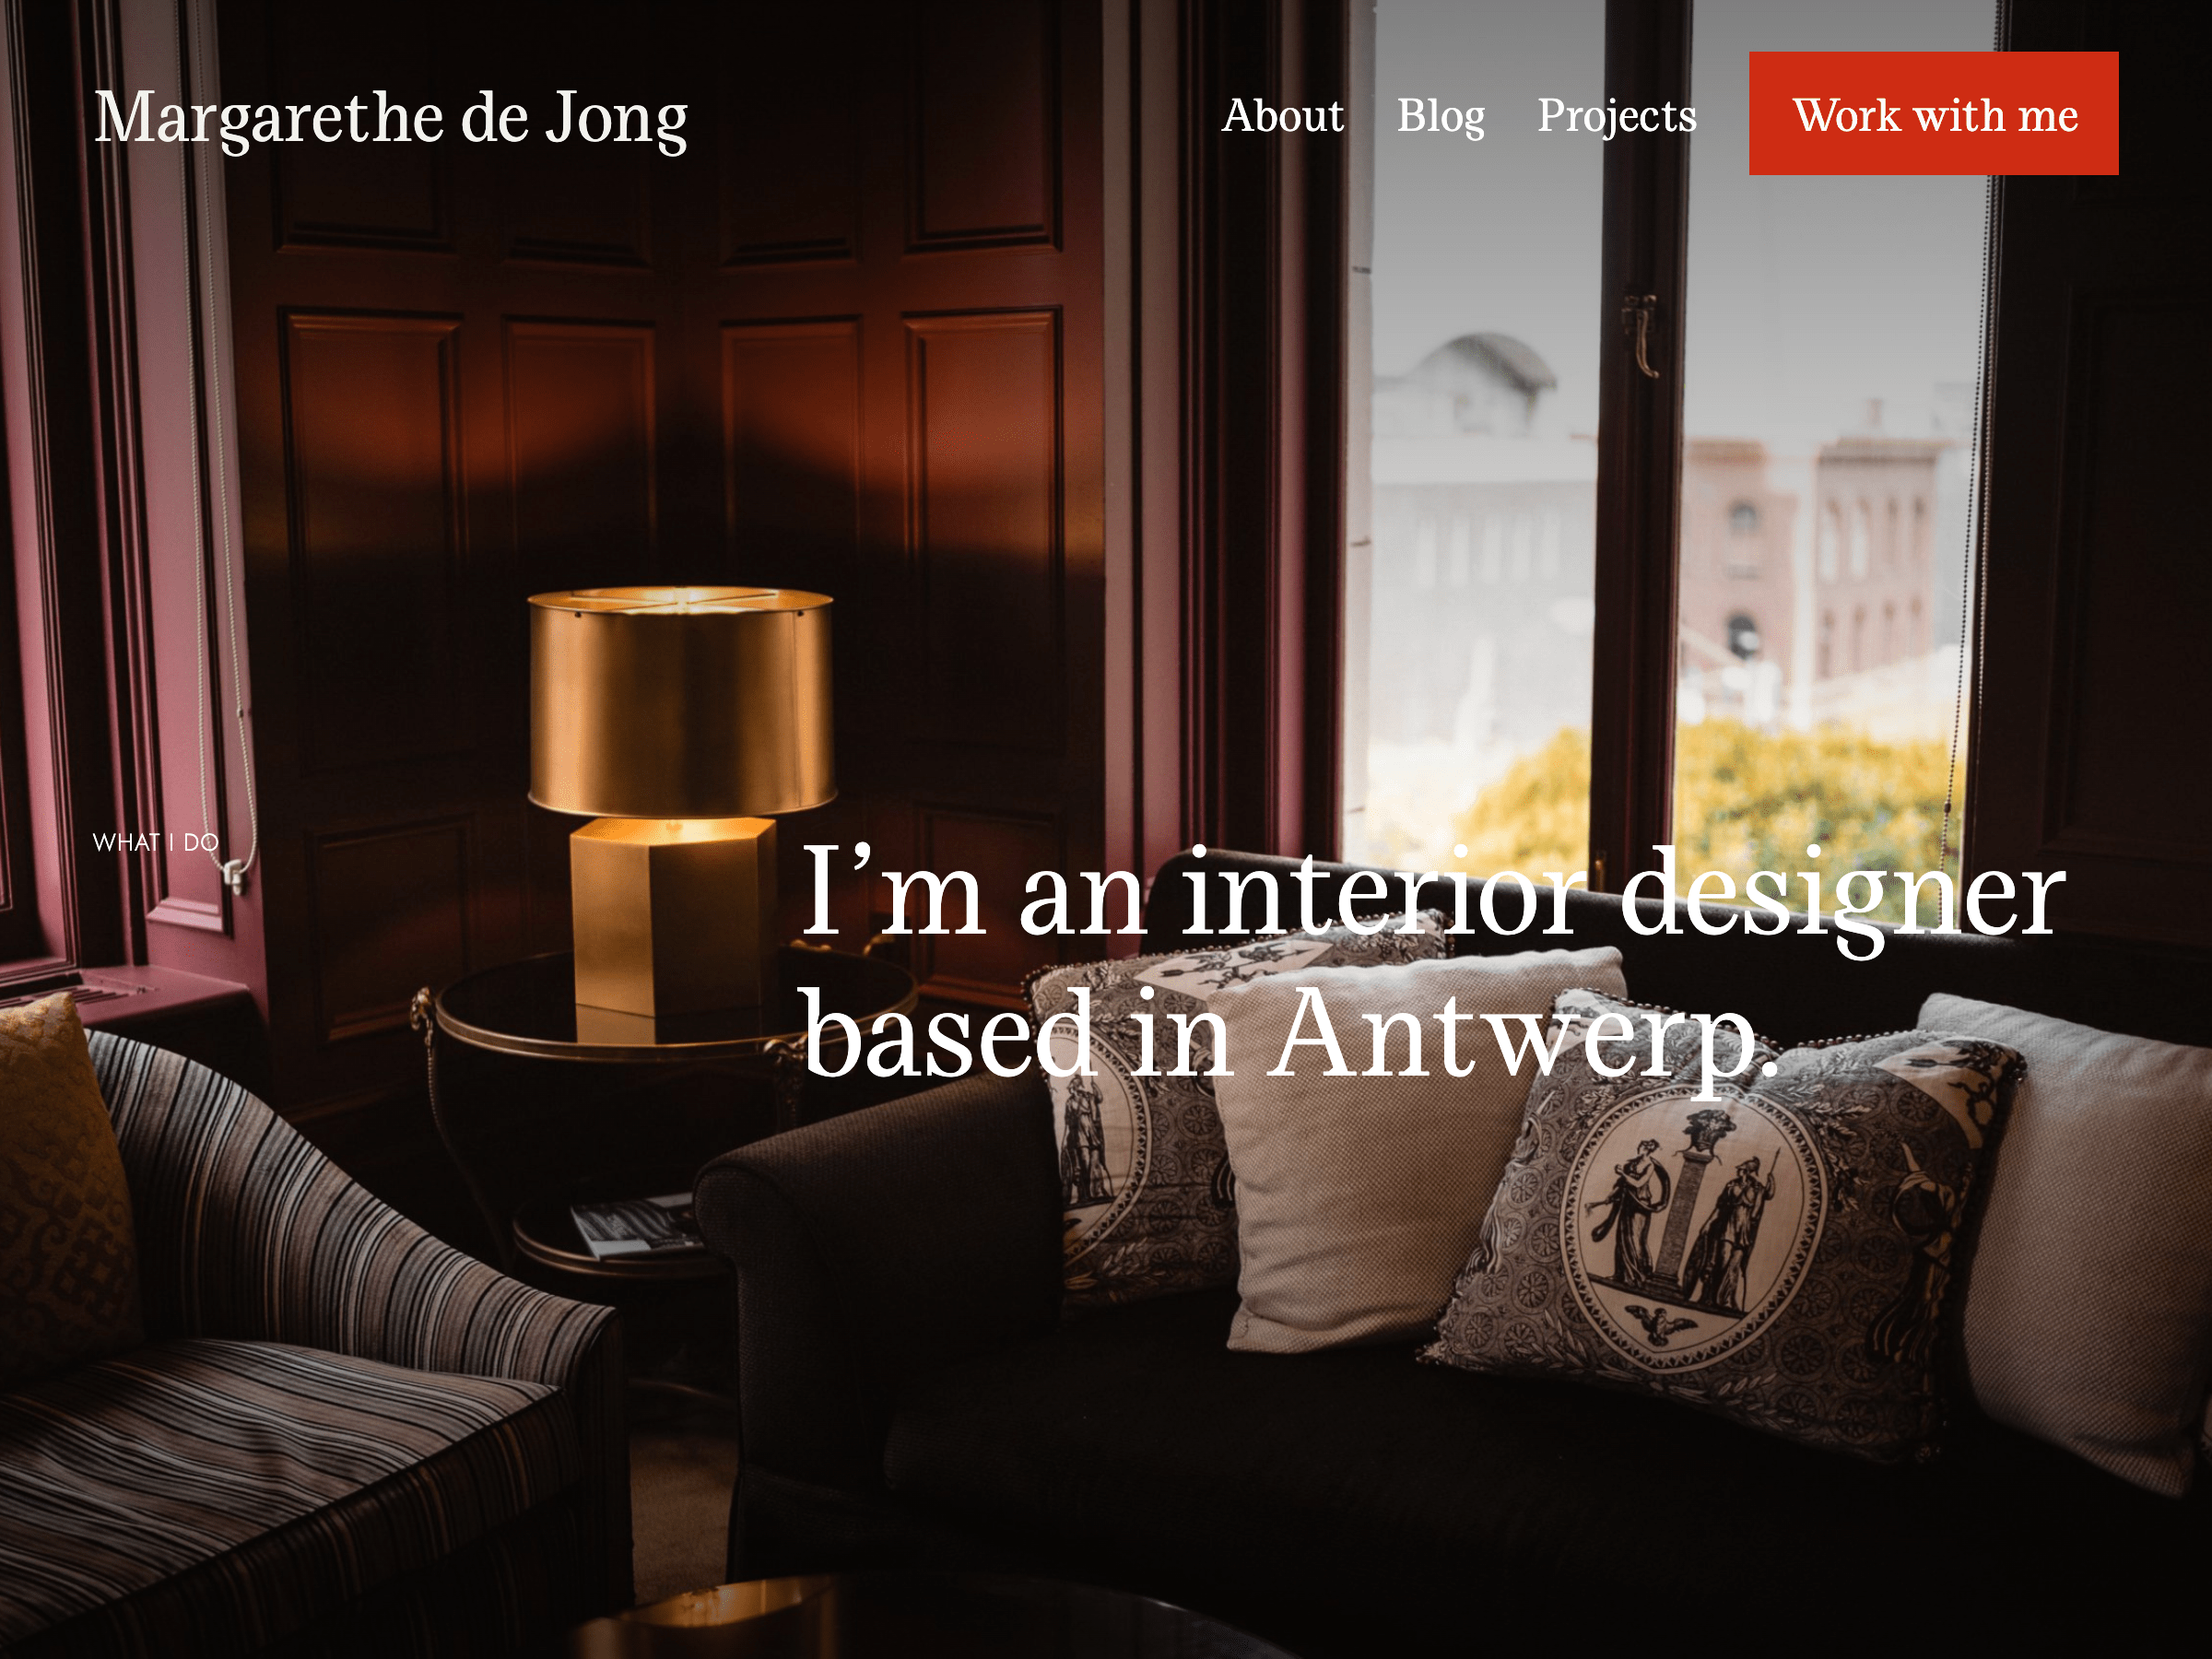 Margarethe de Jong
About Blog Projects Work with me
WHAT I DO
I’m an interior designer
based in Antwerp.